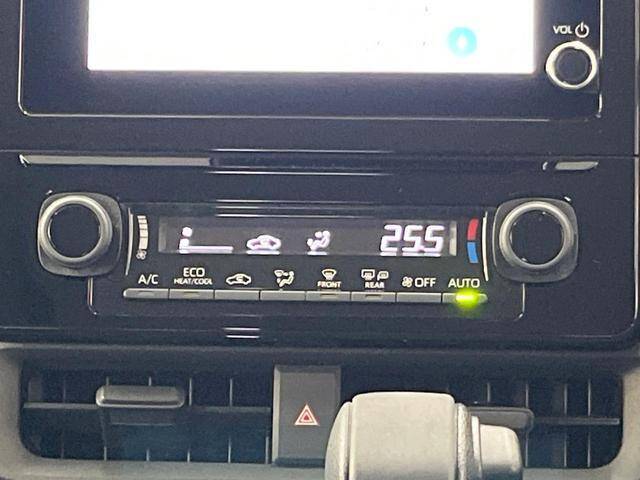 VOL
25.5
A/C ECO HEAT/COOL FRONT REAR OFF AUTO